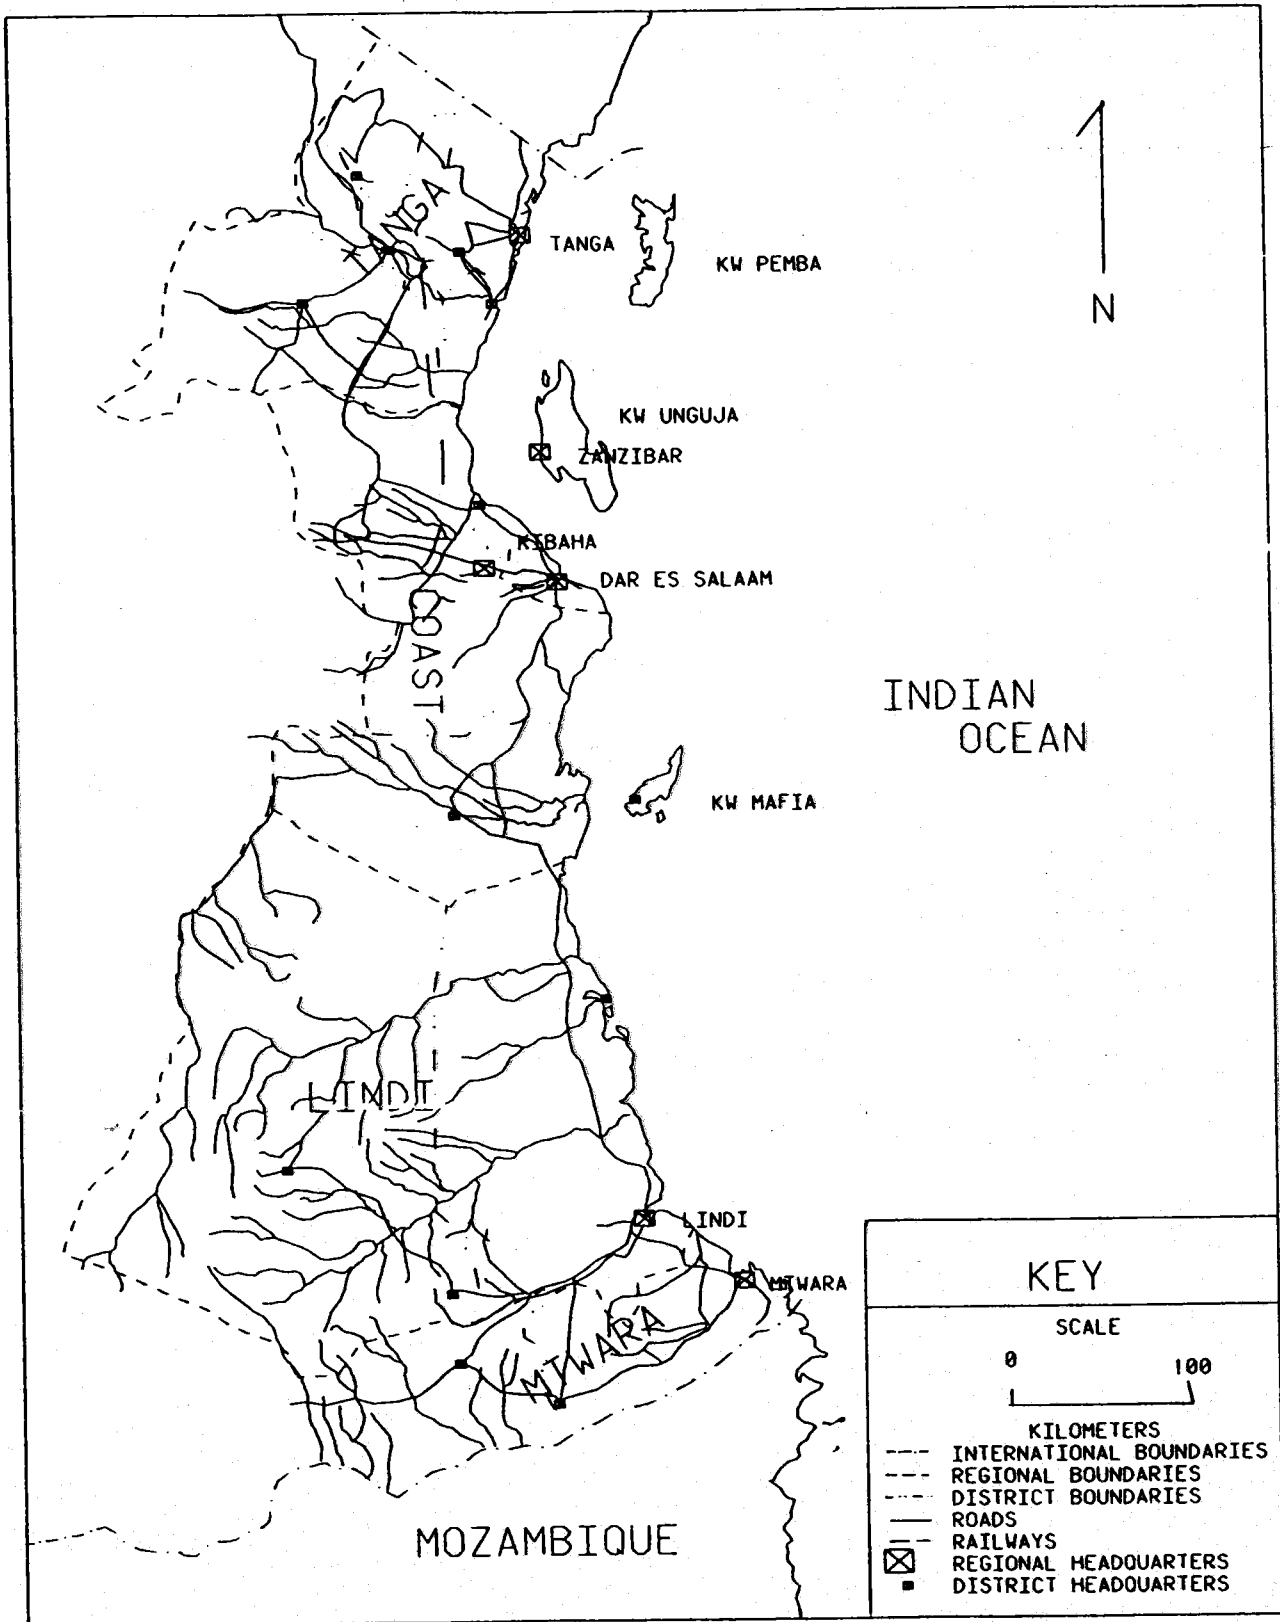 TANGA
TANGA
KW PEMBA
N
KW UNGUJA
ZANZIBAR
KIBAHA
DAR ES SALAAM
COAST
INDIAN
OCEAN
KW MAFIA
LINDI
LINDI
MTWARA
MTWARA
MOZAMBIQUE
KEY
SCALE
0 100
KILOMETERS
INTERNATIONAL BOUNDARIES
REGIONAL BOUNDARIES
DISTRICT BOUNDARIES
ROADS
RAILWAYS
REGIONAL HEADQUARTERS
DISTRICT HEADQUARTERS